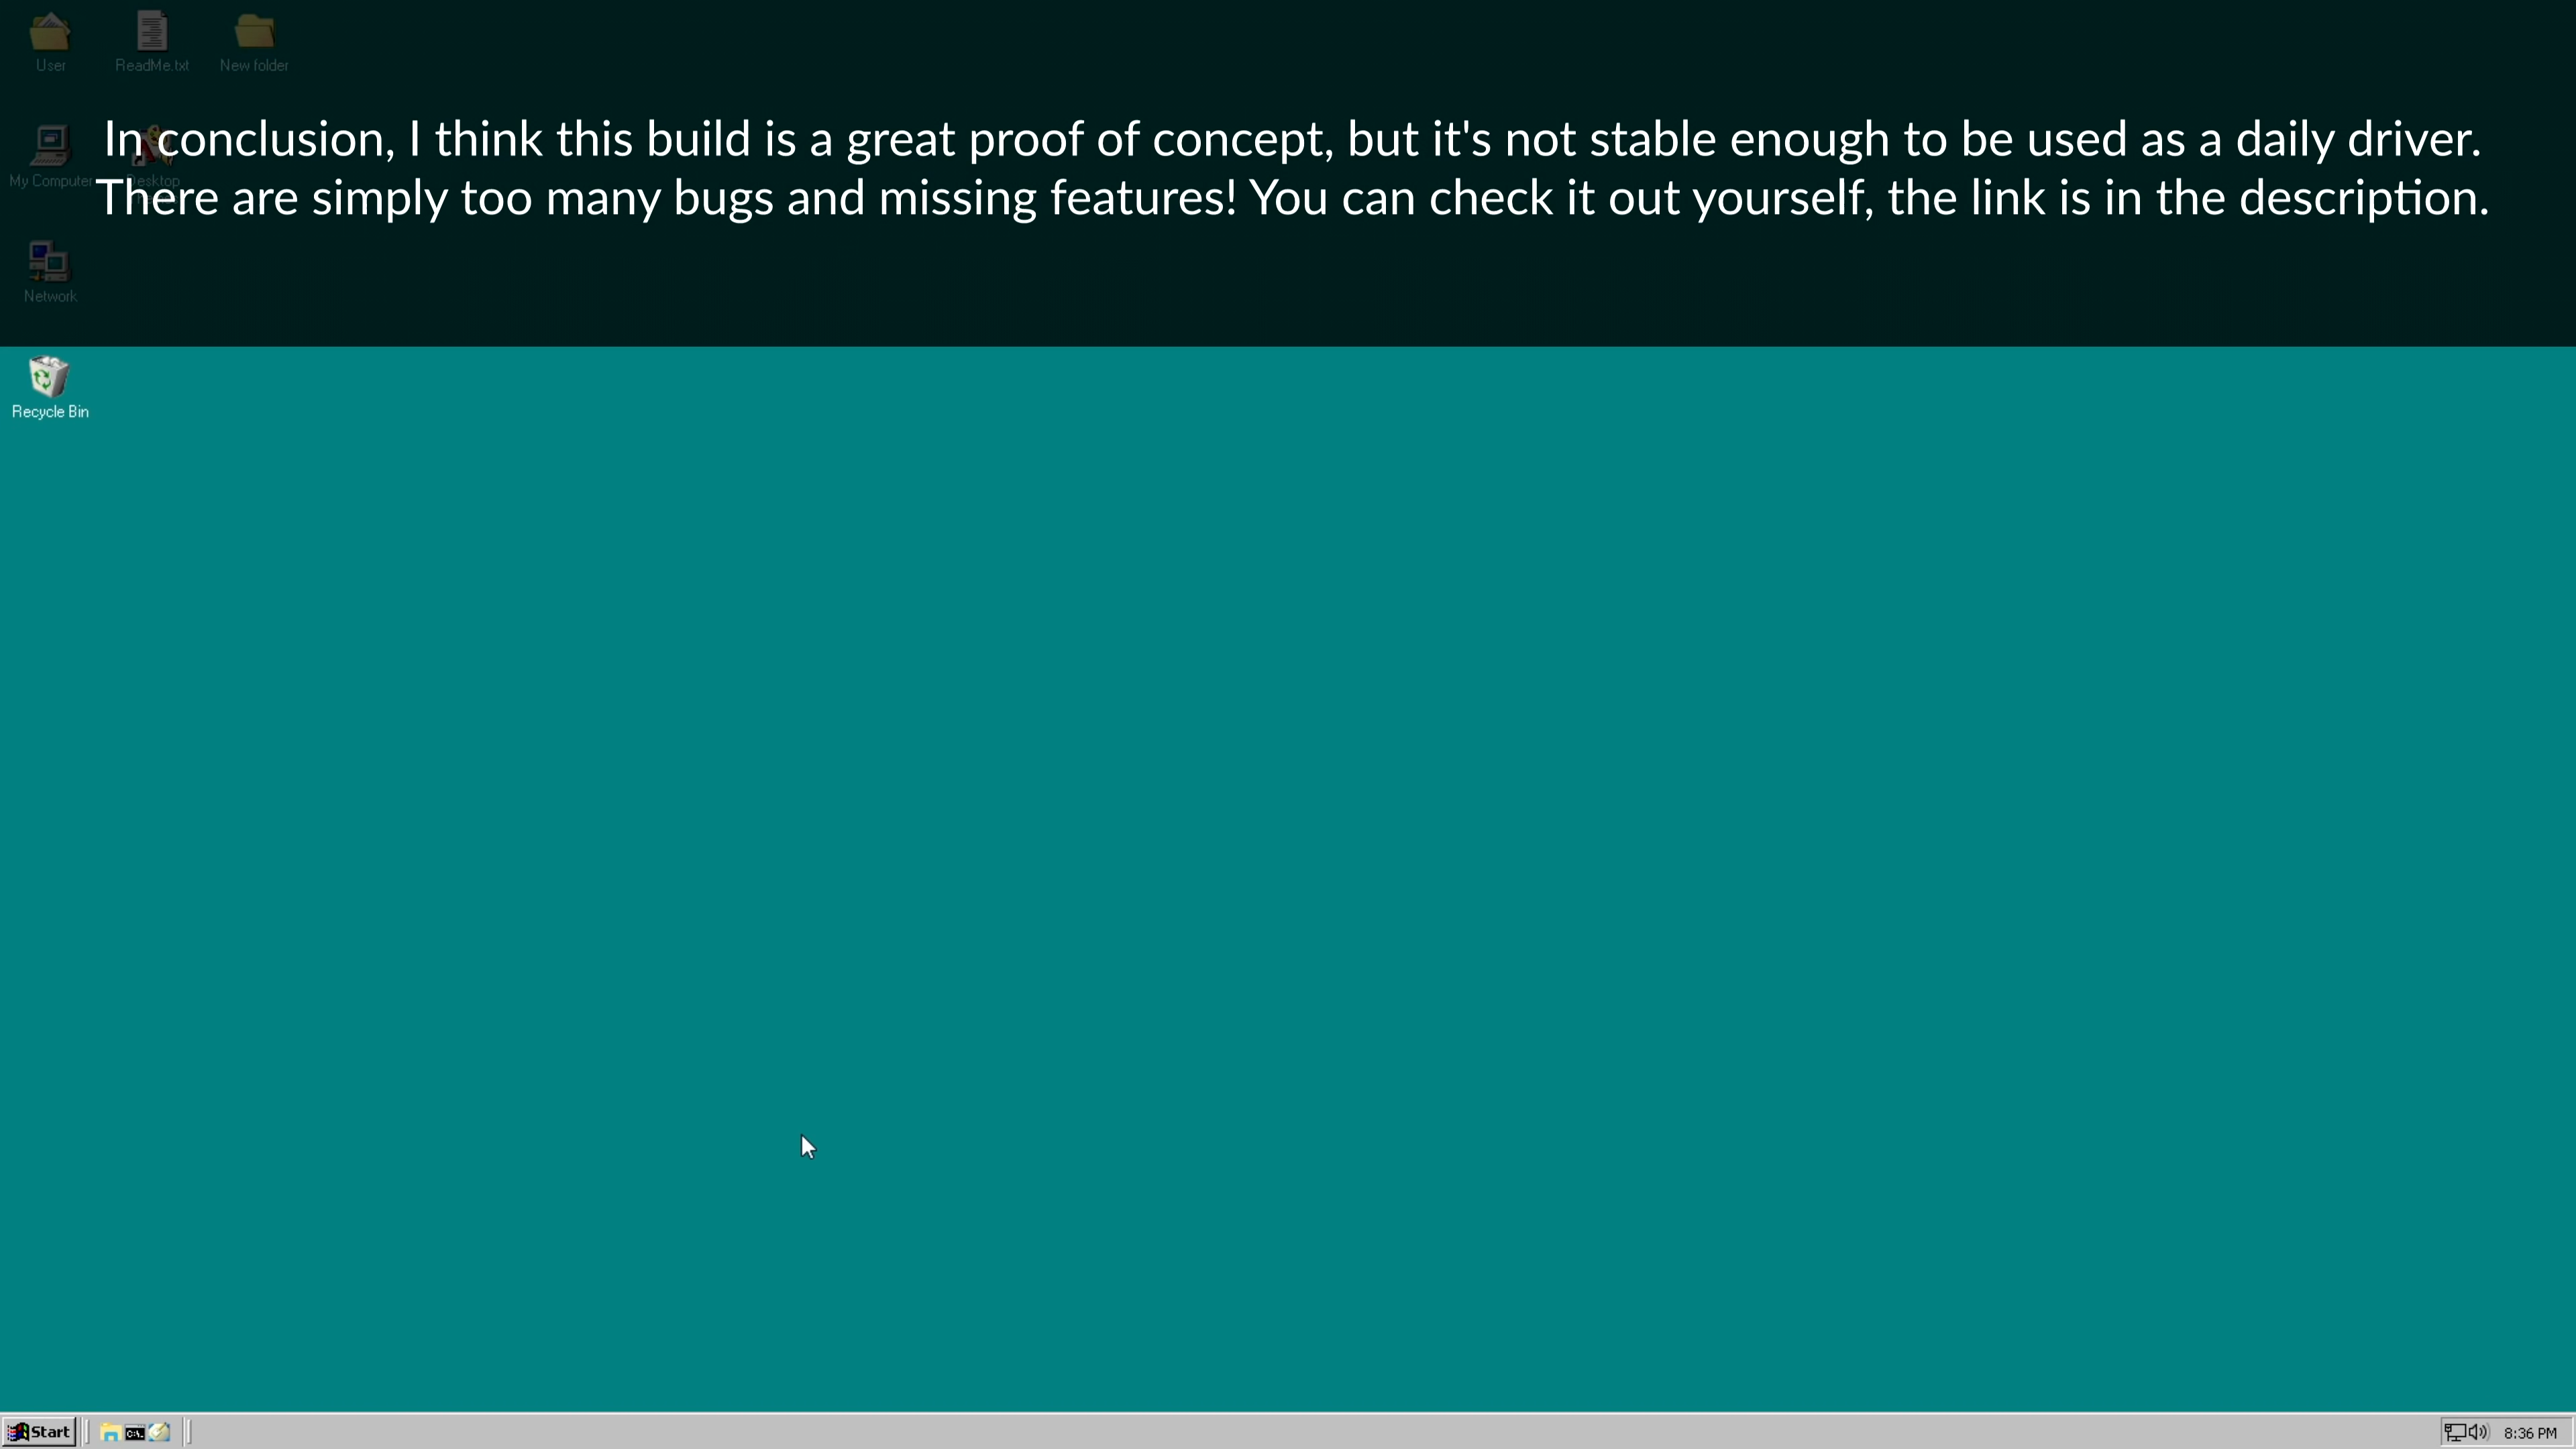 User
ReadMe.txt
New folder
In conclusion, I think this build is a great proof of concept, but it's not stable enough to be used as a daily driver.
My Computer
Desktop
There are simply too many bugs and missing features! You can check it out yourself, the link is in the description.
Network
Recycle Bin
Start
C:\.
8:36 PM